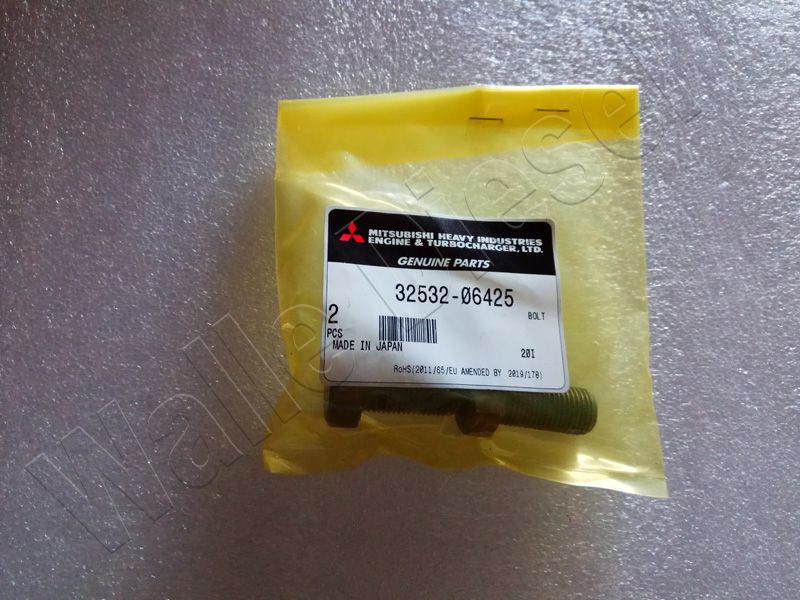 MITSUBISHI HEAVY INDUSTRIES
ENGINE & TURBOCHARGER, LTD.
GENUINE PARTS
32532-06425
2
BOLT
PCS
MADE IN JAPAN
20I
RoHS(2011/65/EU AMENDED BY 2019/178)